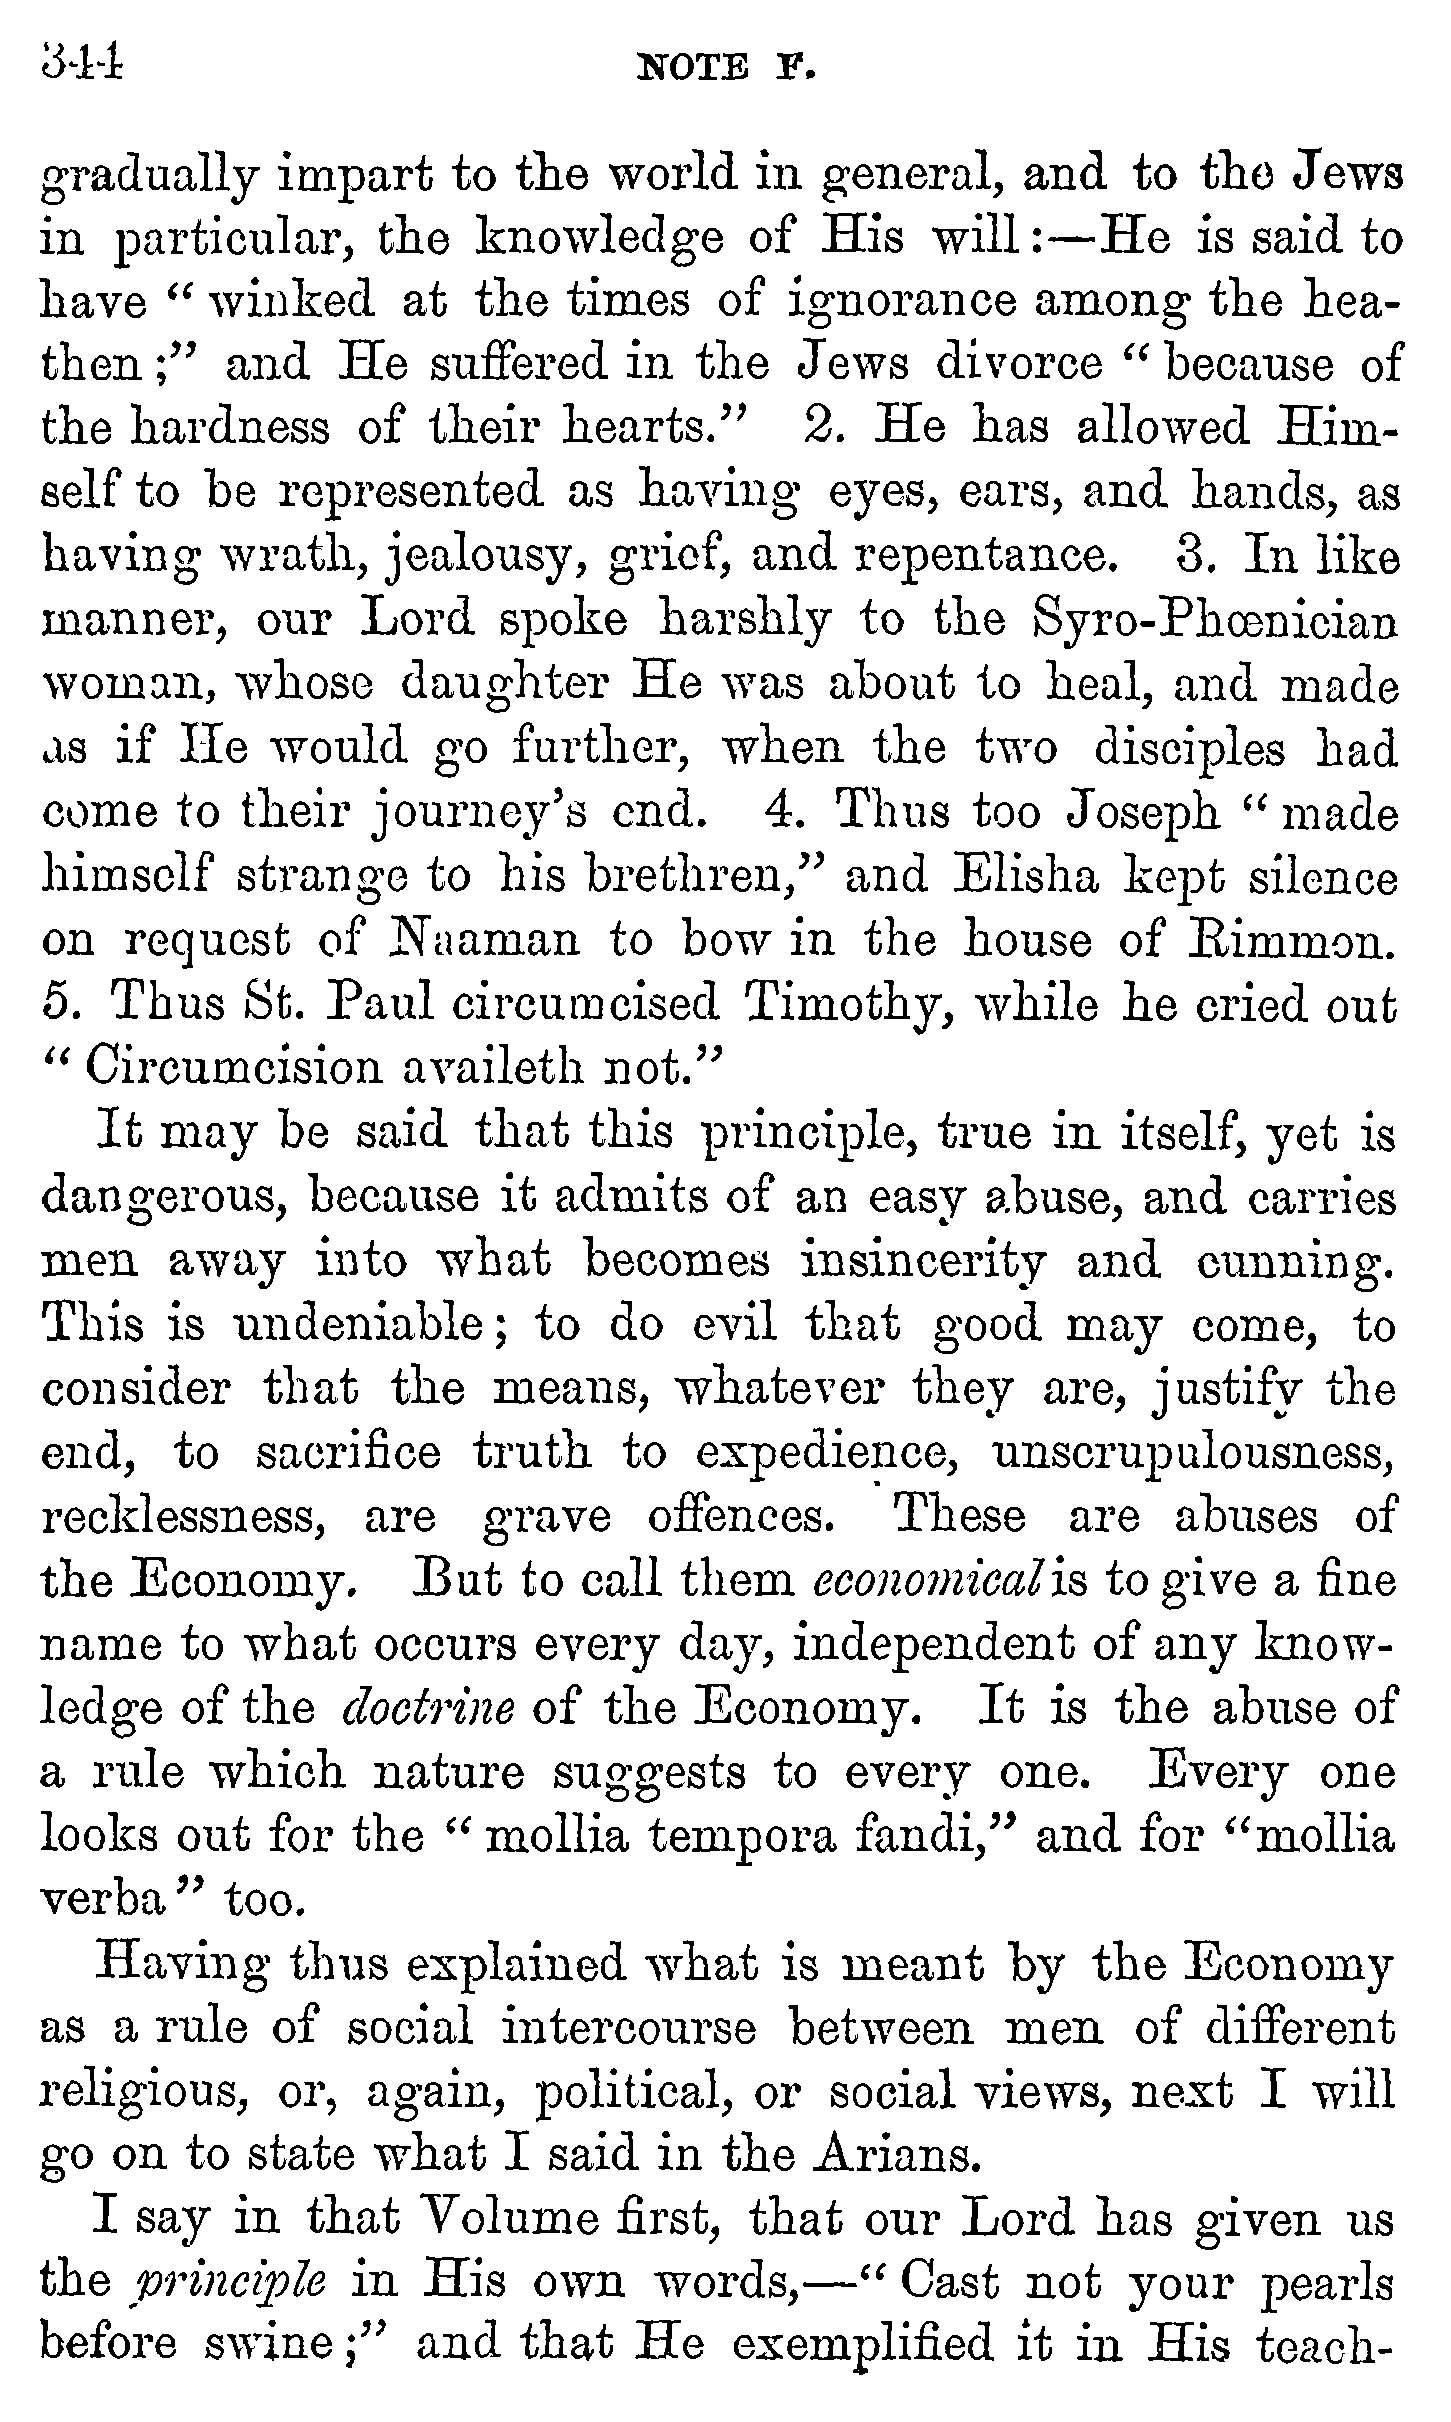 344
NOTE F.
gradually impart to the world in general, and to the Jews
in particular, the knowledge of His will:—He is said to
have “winked at the times of ignorance among the hea-
then;” and He suffered in the Jews divorce “because of
the hardness of their hearts.” 2. He has allowed Him-
self to be represented as having eyes, ears, and hands, as
having wrath, jealousy, grief, and repentance. 3. In like
manner, our Lord spoke harshly to the Syro-Phœnician
woman, whose daughter He was about to heal, and made
as if He would go further, when the two disciples had
come to their journey’s end. 4. Thus too Joseph “made
himself strange to his brethren,” and Elisha kept silence
on request of Naaman to bow in the house of Rimmon.
5. Thus St. Paul circumcised Timothy, while he cried out
“Circumcision availeth not.”
It may be said that this principle, true in itself, yet is
dangerous, because it admits of an easy abuse, and carries
men away into what becomes insincerity and cunning.
This is undeniable; to do evil that good may come, to
consider that the means, whatever they are, justify the
end, to sacrifice truth to expedience, unscrupulousness,
recklessness, are grave offences. These are abuses of
the Economy. But to call them economical is to give a fine
name to what occurs every day, independent of any know-
ledge of the doctrine of the Economy. It is the abuse of
a rule which nature suggests to every one. Every one
looks out for the “mollia tempora fandi,” and for “mollia
verba” too.
Having thus explained what is meant by the Economy
as a rule of social intercourse between men of different
religious, or, again, political, or social views, next I will
go on to state what I said in the Arians.
I say in that Volume first, that our Lord has given us
the principle in His own words,—“Cast not your pearls
before swine;” and that He exemplified it in His teach-